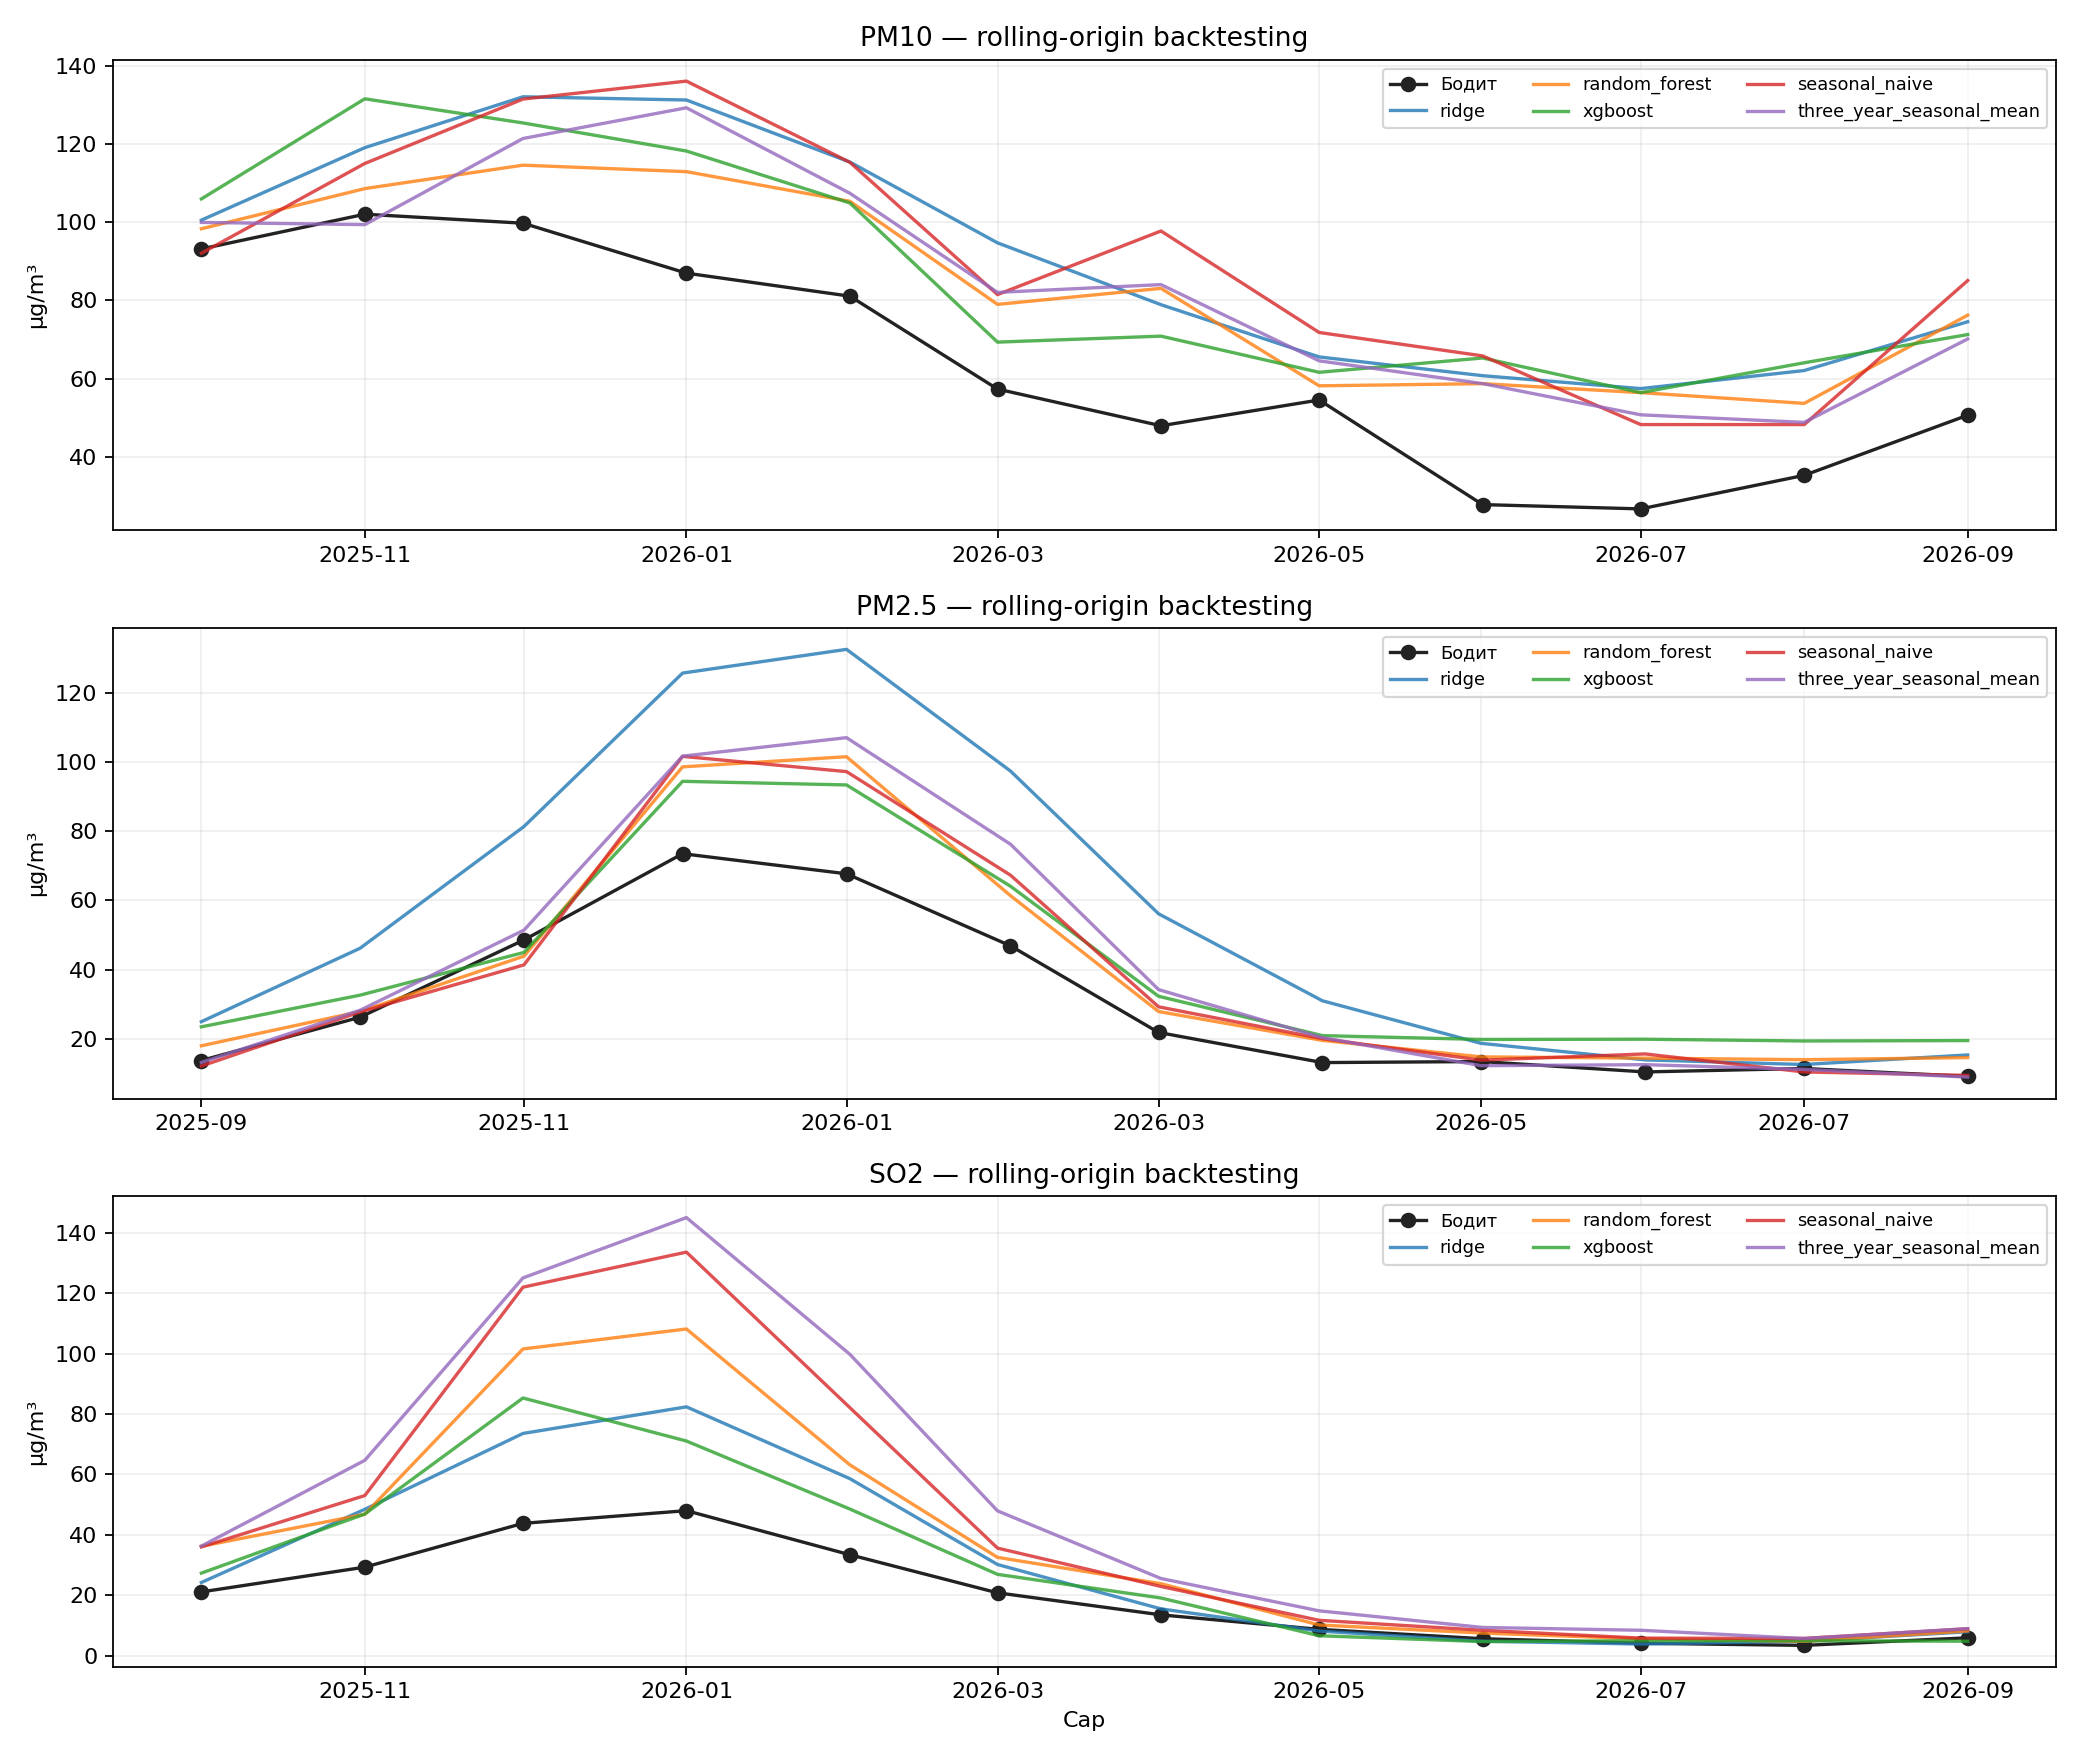 PM10 — rolling-origin backtesting
140
120
100
80
60
40
µg/m³
Бодит
random_forest
seasonal_naive
ridge
xgboost
three_year_seasonal_mean
2025-11
2026-01
2026-03
2026-05
2026-07
2026-09
PM2.5 — rolling-origin backtesting
120
100
80
60
40
20
µg/m³
Бодит
random_forest
seasonal_naive
ridge
xgboost
three_year_seasonal_mean
2025-09
2025-11
2026-01
2026-03
2026-05
2026-07
SO2 — rolling-origin backtesting
140
120
100
80
60
40
20
0
µg/m³
Бодит
random_forest
seasonal_naive
ridge
xgboost
three_year_seasonal_mean
2025-11
2026-01
2026-03
2026-05
2026-07
2026-09
Сар